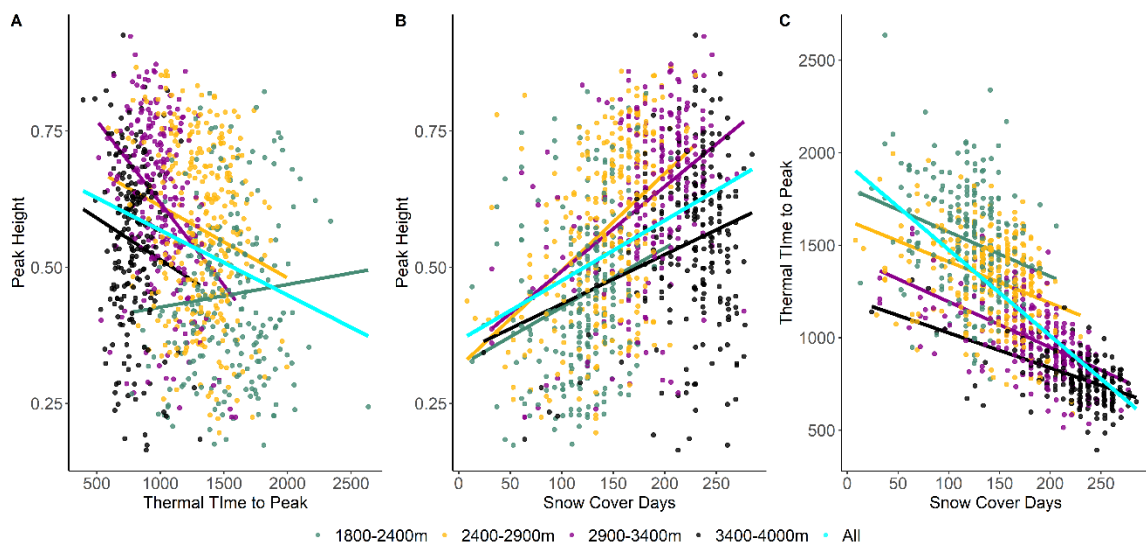 A
B
C
Peak Height
0.75
0.50
0.25
500
1000
1500
2000
2500
Thermal TIme to Peak
Peak Height
0.75
0.50
0.25
0
50
100
150
200
250
Snow Cover Days
Thermal TIme to Peak
2500
2000
1500
1000
500
0
50
100
150
200
250
Snow Cover Days
1800-2400m 2400-2900m 2900-3400m 3400-4000m All